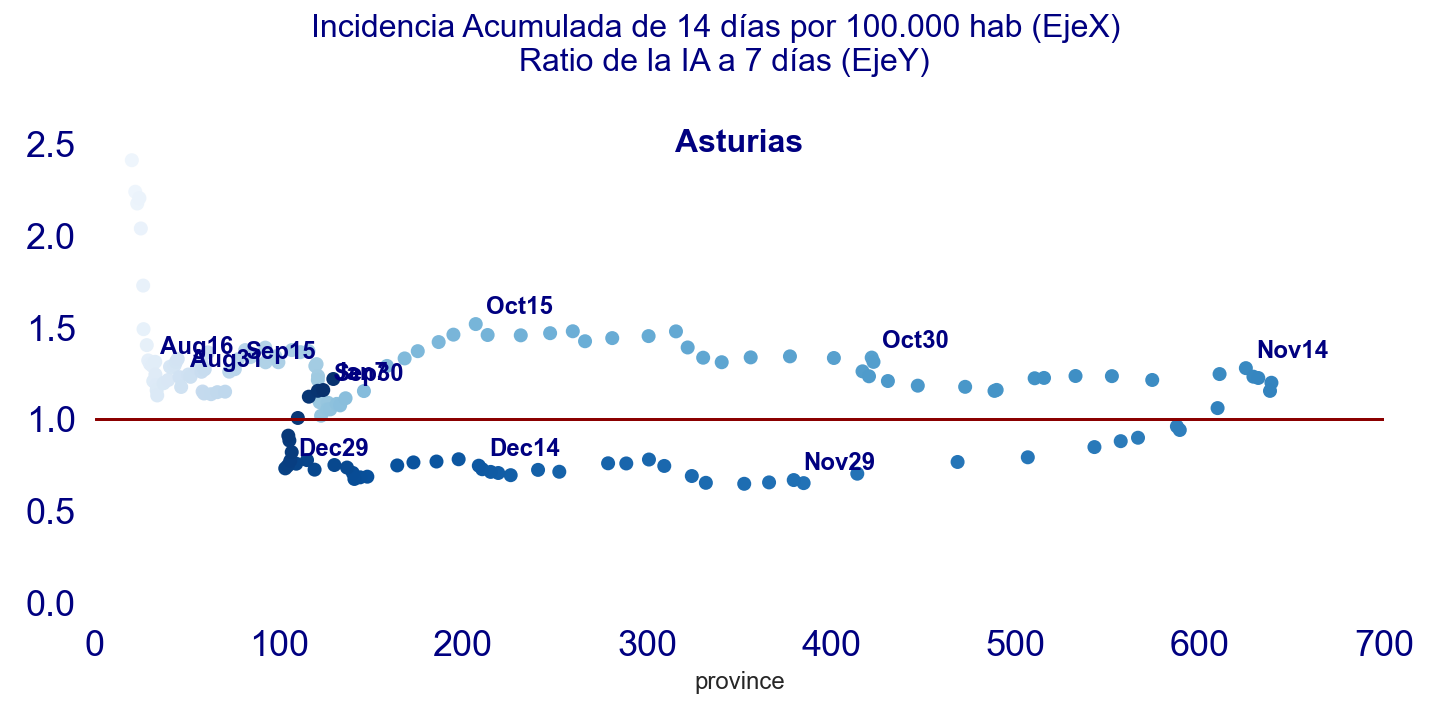 Incidencia Acumulada de 14 días por 100.000 hab (EjeX)
Ratio de la IA a 7 días (EjeY)
Asturias
2.5
2.0
1.5
1.0
0.5
0.0
Oct15
Oct30
Nov14
Aug16
Aug31
Sep15
Sep30
Jan7
Dec29
Dec14
Nov29
0 100 200 300 400 500 600 700
province